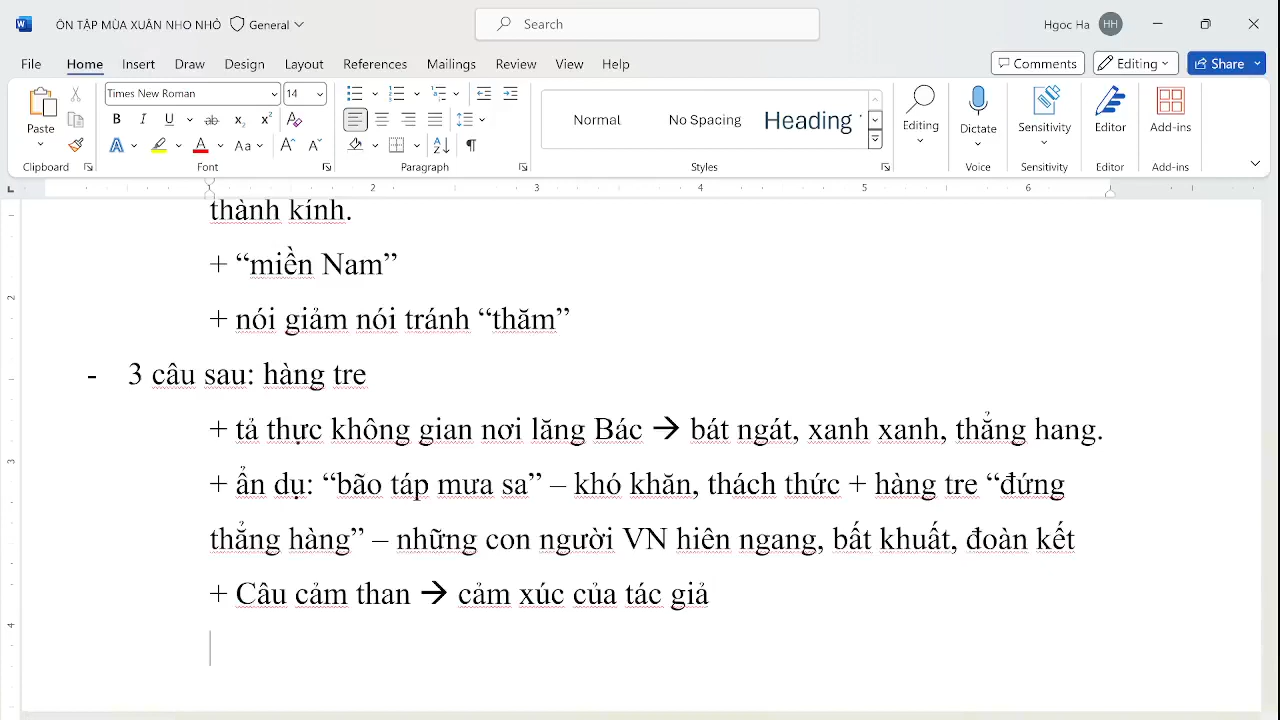 ÔN TẬP MÙA XUÂN NHO NHỎ General Search Ngoc Ha HH
File Home Insert Draw Design Layout References Mailings Review View Help Comments Editing Share
Times New Roman 14
Normal No Spacing Heading
Paste Editing Dictate Sensitivity Editor Add-ins
Clipboard Font Paragraph Styles Voice Sensitivity Editor Add-ins
2 3 4 5 6
thành kính.
+ “miền Nam”
+ nói giảm nói tránh “thăm”
- 3 câu sau: hàng tre
+ tả thực không gian nơi lăng Bác → bát ngát, xanh xanh, thẳng hang.
+ ẩn dụ: “bão táp mưa sa” – khó khăn, thách thức + hàng tre “đứng
thẳng hàng” – những con người VN hiên ngang, bất khuất, đoàn kết
+ Câu cảm than → cảm xúc của tác giả